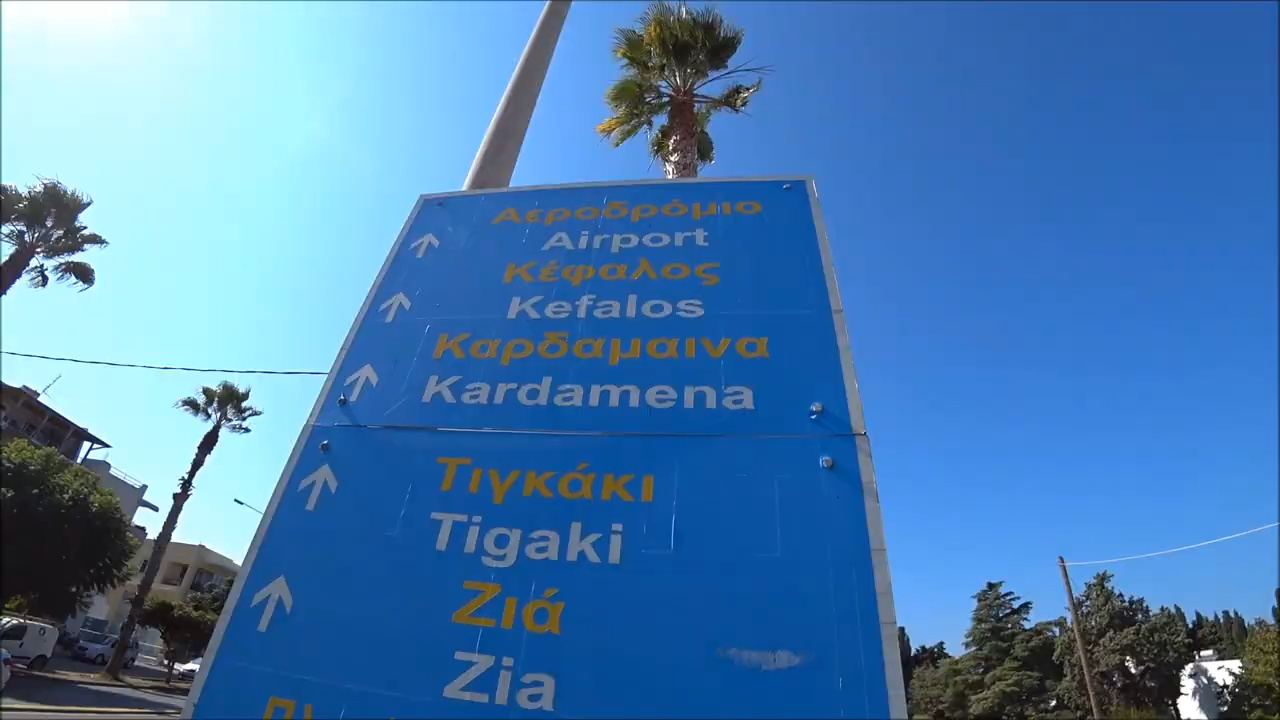 Αεροδρόμιο
Airport
Κέφαλος
Kefalos
Καρδαμαινα
Kardamena
Τιγκάκι
Tigaki
Ζιά
Zia